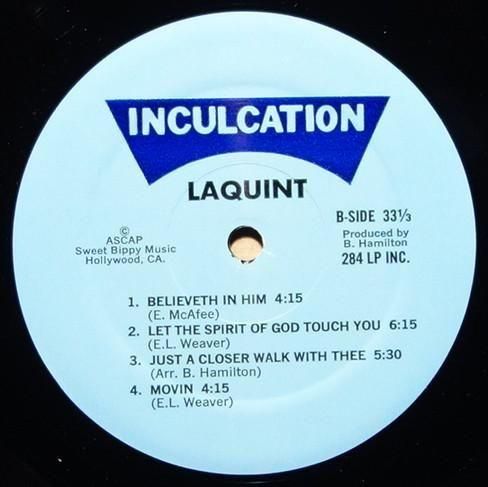 INCULCATION
LAQUINT
©
ASCAP
Sweet Bippy Music
Hollywood, CA.
B-SIDE 33⅓
Produced by
B. Hamilton
284 LP INC.
1. BELIEVETH IN HIM 4:15
(E. McAfee)
2. LET THE SPIRIT OF GOD TOUCH YOU 6:15
(E.L. Weaver)
3. JUST A CLOSER WALK WITH THEE 5:30
(Arr. B. Hamilton)
4. MOVIN 4:15
(E.L. Weaver)